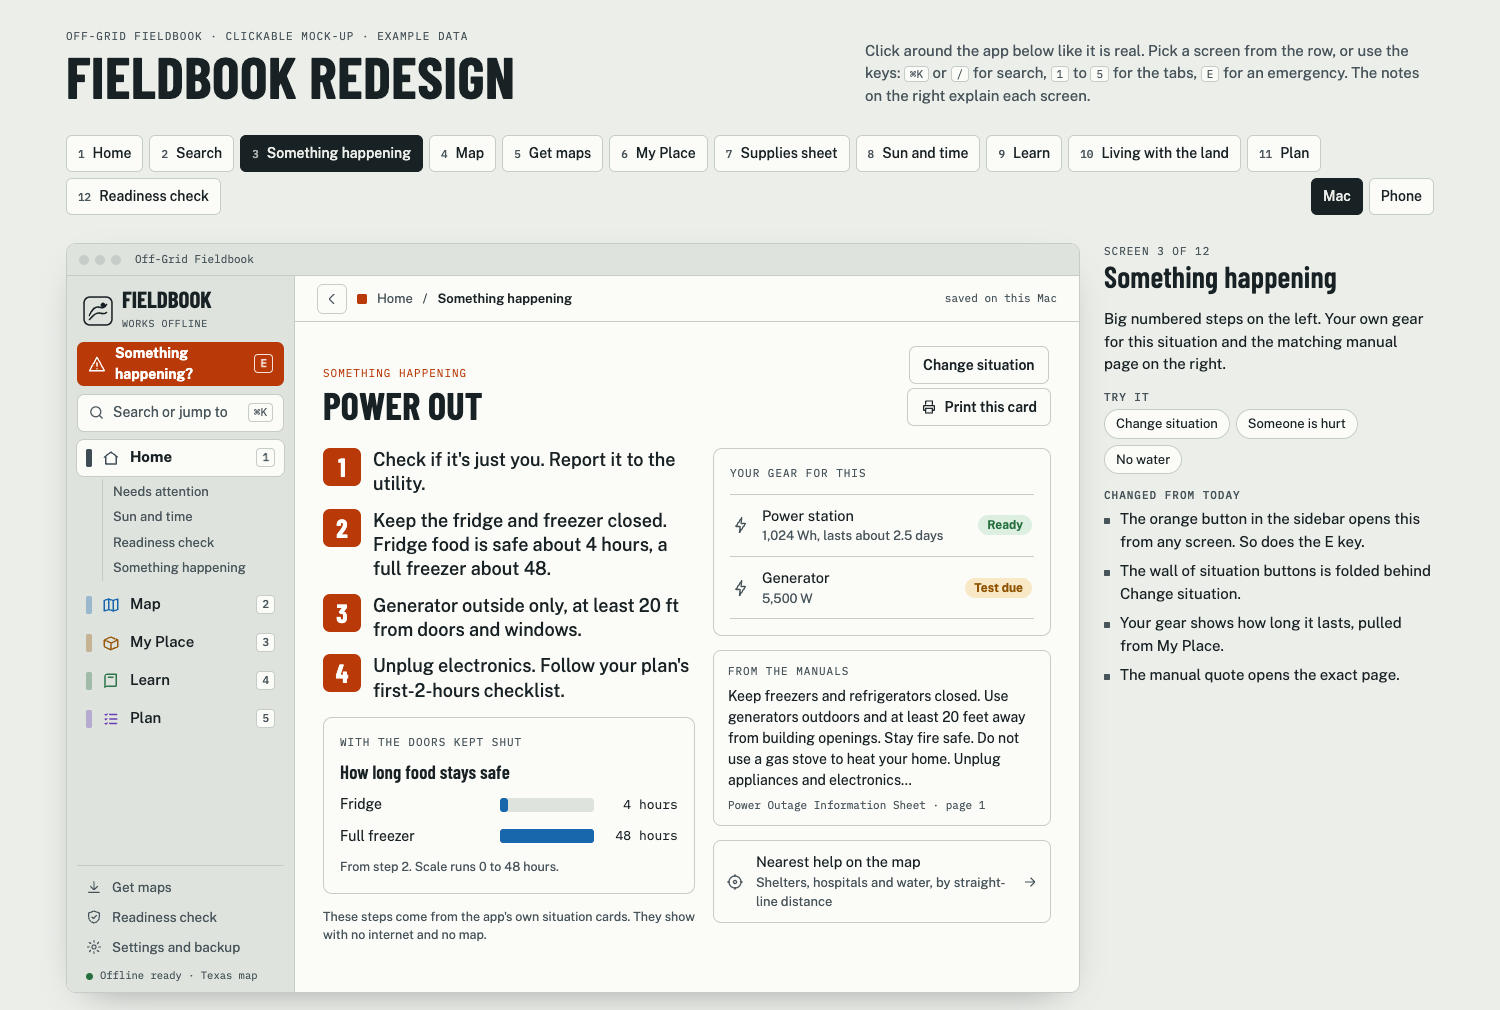 OFF-GRID FIELDBOOK · CLICKABLE MOCK-UP · EXAMPLE DATA
FIELDBOOK REDESIGN
Click around the app below like it is real. Pick a screen from the row, or use the
keys: ⌘K or / for search, 1 to 5 for the tabs, E for an emergency. The notes
on the right explain each screen.
1 Home
2 Search
3 Something happening
4 Map
5 Get maps
6 My Place
7 Supplies sheet
8 Sun and time
9 Learn
10 Living with the land
11 Plan
12 Readiness check
Mac
Phone
Off-Grid Fieldbook
FIELDBOOK
WORKS OFFLINE
Something
happening?
E
Search or jump to ⌘K
Home 1
Needs attention
Sun and time
Readiness check
Something happening
Map 2
My Place 3
Learn 4
Plan 5
Get maps
Readiness check
Settings and backup
Offline ready · Texas map
Home / Something happening
saved on this Mac
SOMETHING HAPPENING
POWER OUT
Change situation
Print this card
1 Check if it's just you. Report it to the
utility.
2 Keep the fridge and freezer closed.
Fridge food is safe about 4 hours, a
full freezer about 48.
3 Generator outside only, at least 20 ft
from doors and windows.
4 Unplug electronics. Follow your plan's
first-2-hours checklist.
WITH THE DOORS KEPT SHUT
How long food stays safe
Fridge 4 hours
Full freezer 48 hours
From step 2. Scale runs 0 to 48 hours.
These steps come from the app's own situation cards. They show
with no internet and no map.
YOUR GEAR FOR THIS
Power station
1,024 Wh, lasts about 2.5 days
Ready
Generator
5,500 W
Test due
FROM THE MANUALS
Keep freezers and refrigerators closed. Use
generators outdoors and at least 20 feet away
from building openings. Stay fire safe. Do not
use a gas stove to heat your home. Unplug
appliances and electronics...
Power Outage Information Sheet · page 1
Nearest help on the map
Shelters, hospitals and water, by straight-
line distance
SCREEN 3 OF 12
Something happening
Big numbered steps on the left. Your own gear
for this situation and the matching manual
page on the right.
TRY IT
Change situation
Someone is hurt
No water
CHANGED FROM TODAY
The orange button in the sidebar opens this
from any screen. So does the E key.
The wall of situation buttons is folded behind
Change situation.
Your gear shows how long it lasts, pulled
from My Place.
The manual quote opens the exact page.